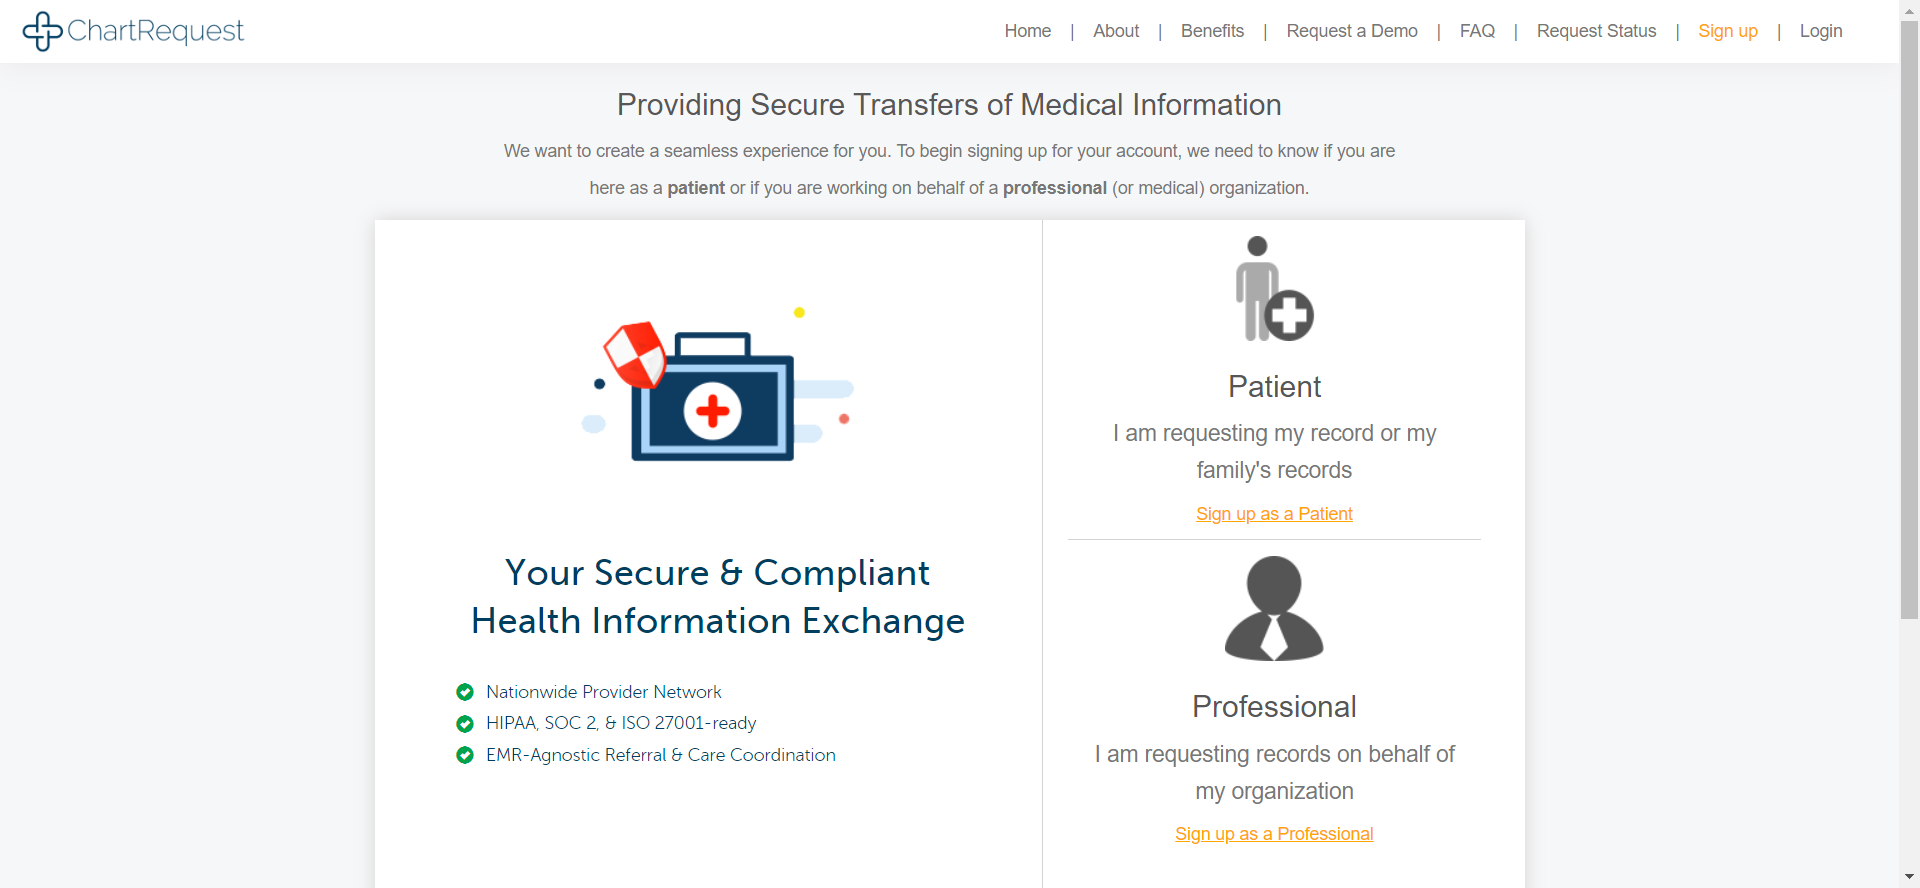 ChartRequest
Home | About | Benefits | Request a Demo | FAQ | Request Status | Sign up | Login
Providing Secure Transfers of Medical Information
We want to create a seamless experience for you. To begin signing up for your account, we need to know if you are
here as a patient or if you are working on behalf of a professional (or medical) organization.
Your Secure & Compliant
Health Information Exchange
Nationwide Provider Network
HIPAA, SOC 2, & ISO 27001-ready
EMR-Agnostic Referral & Care Coordination
Patient
I am requesting my record or my
family's records
Sign up as a Patient
Professional
I am requesting records on behalf of
my organization
Sign up as a Professional